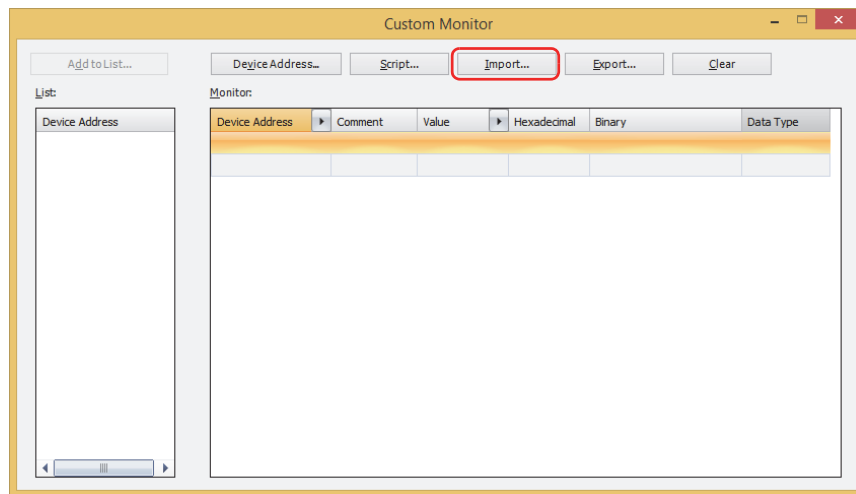 Custom Monitor
Add to List... Device Address... Script... Import... Export... Clear
List: Monitor:
Device Address Device Address Comment Value Hexadecimal Binary Data Type